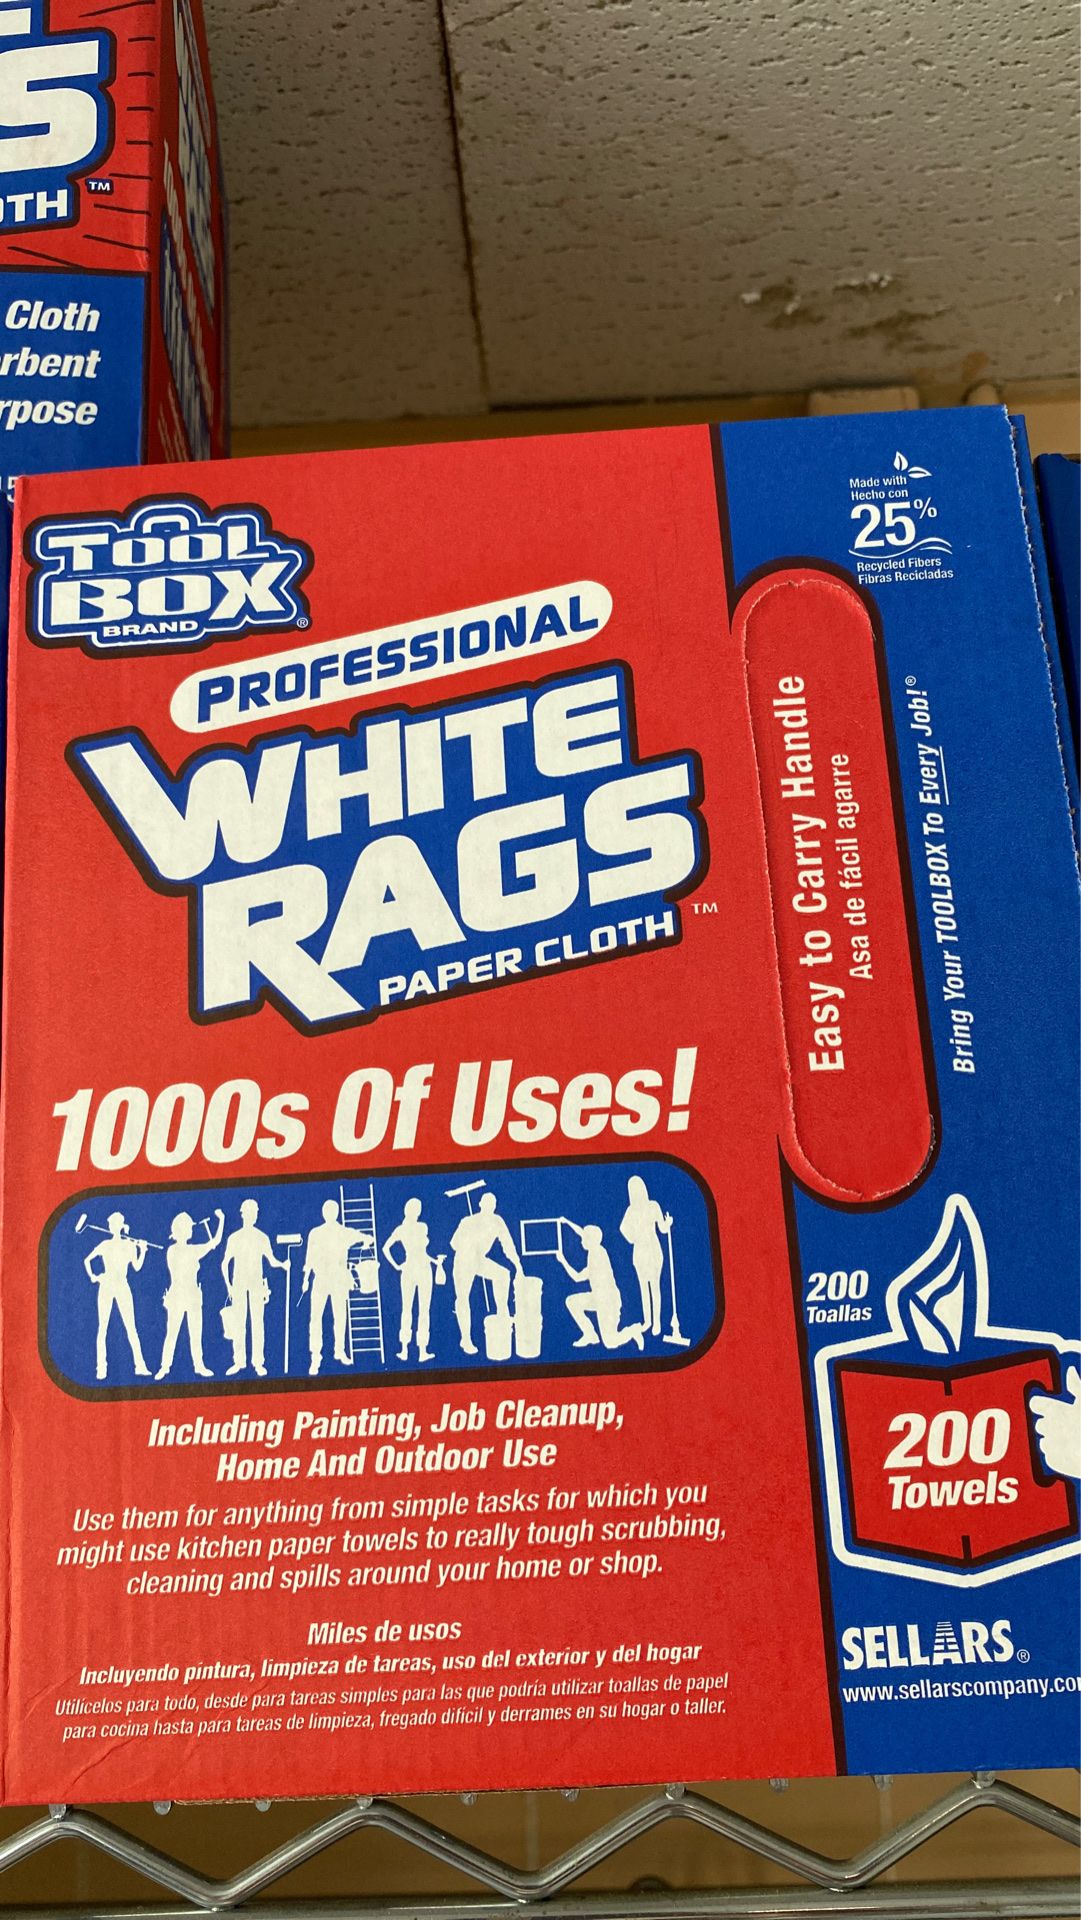 S
OTH ™
Cloth
rbent
rpose
TOOL
BOX
BRAND ®
PROFESSIONAL
WHITE
RAGS
PAPER CLOTH ™
1000s Of Uses!
Including Painting, Job Cleanup,
Home And Outdoor Use
Use them for anything from simple tasks for which you
might use kitchen paper towels to really tough scrubbing,
cleaning and spills around your home or shop.
Miles de usos
Incluyendo pintura, limpieza de tareas, uso del exterior y del hogar
Utilícelos para todo, desde para tareas simples para las que podría utilizar toallas de papel
para cocina hasta para tareas de limpieza, fregado difícil y derrames en su hogar o taller.
Made with
Hecho con
25%
Recycled Fibers
Fibras Recicladas
Easy to Carry Handle
Asa de fácil agarre
Bring Your TOOLBOX To Every Job!®
200
Toallas
200
Towels
SELLARS®
www.sellarscompany.co